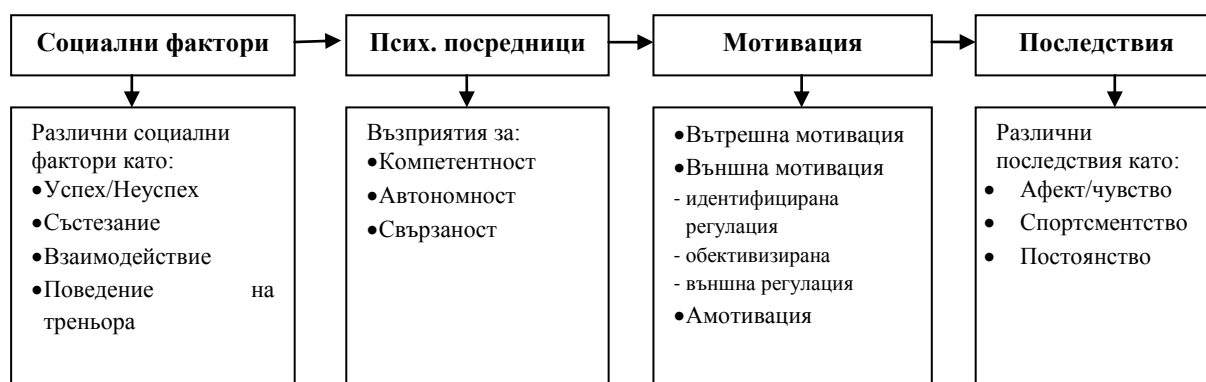 Социални фактори
Псих. посредници
Мотивация
Последствия
Различни социални
фактори като:
•Успех/Неуспех
•Състезание
•Взаимодействие
•Поведение на
треньора
Възприятия за:
•Компетентност
•Автономност
•Свързаност
•Вътрешна мотивация
•Външна мотивация
- идентифицирана
регулация
- обективизирана
- външна регулация
•Амотивация
Различни
последствия като:
• Афект/чувство
• Спортсментство
• Постоянство